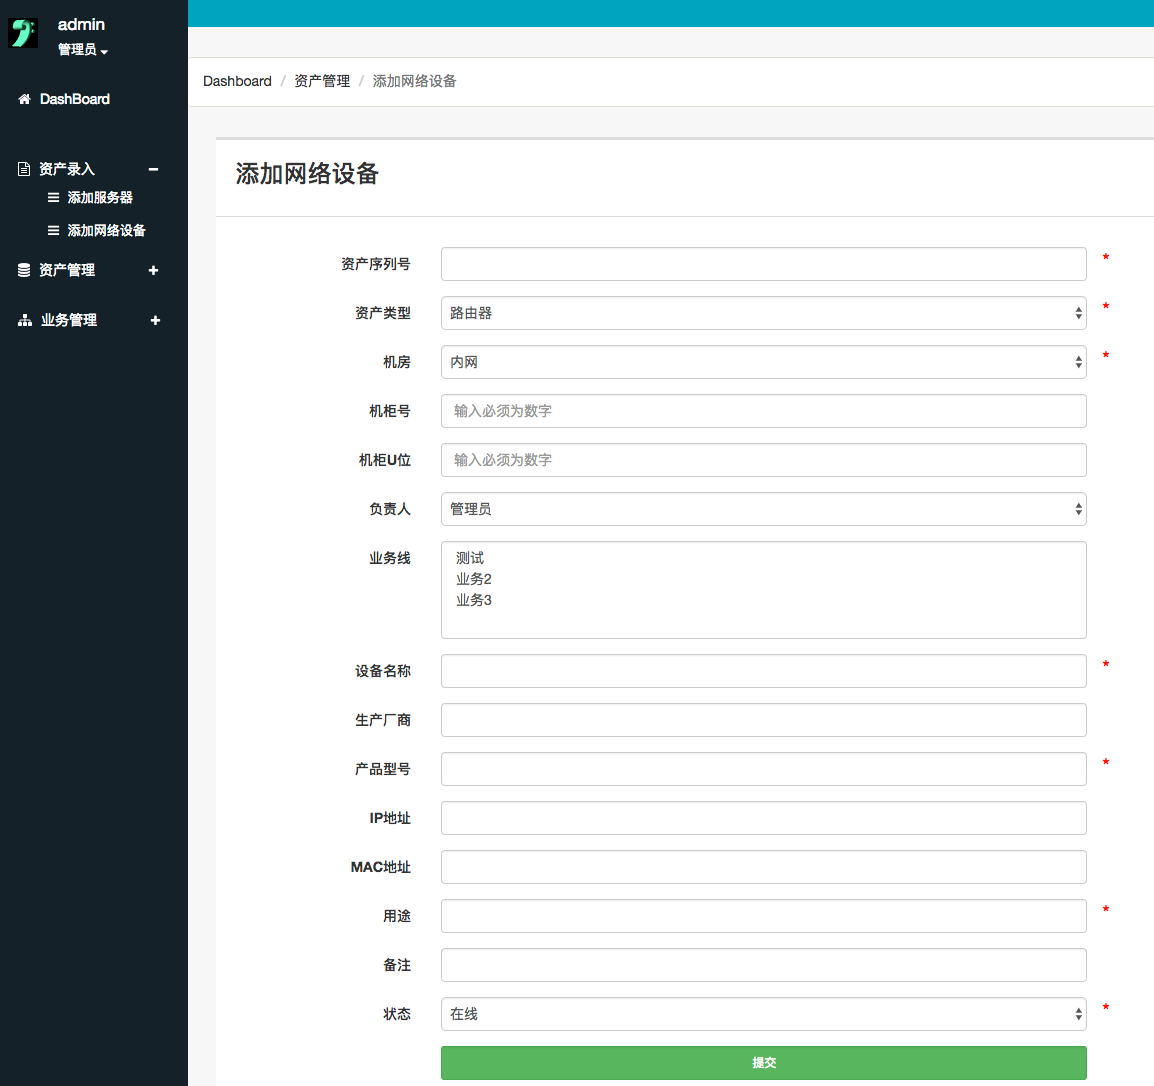 admin
管理员
DashBoard
资产录入
添加服务器
添加网络设备
资产管理
业务管理
Dashboard / 资产管理 / 添加网络设备
添加网络设备
资产序列号 *
资产类型 路由器 *
机房 内网 *
机柜号 输入必须为数字
机柜U位 输入必须为数字
负责人 管理员
业务线 测试
业务2
业务3
设备名称 *
生产厂商
产品型号 *
IP地址
MAC地址
用途 *
备注
状态 在线 *
提交